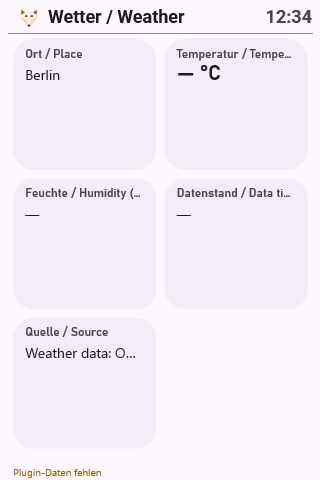 Wetter / Weather 12:34
Ort / Place
Berlin
Temperatur / Tempe…
— °C
Feuchte / Humidity (…
—
Datenstand / Data ti…
—
Quelle / Source
Weather data: O…
Plugin-Daten fehlen